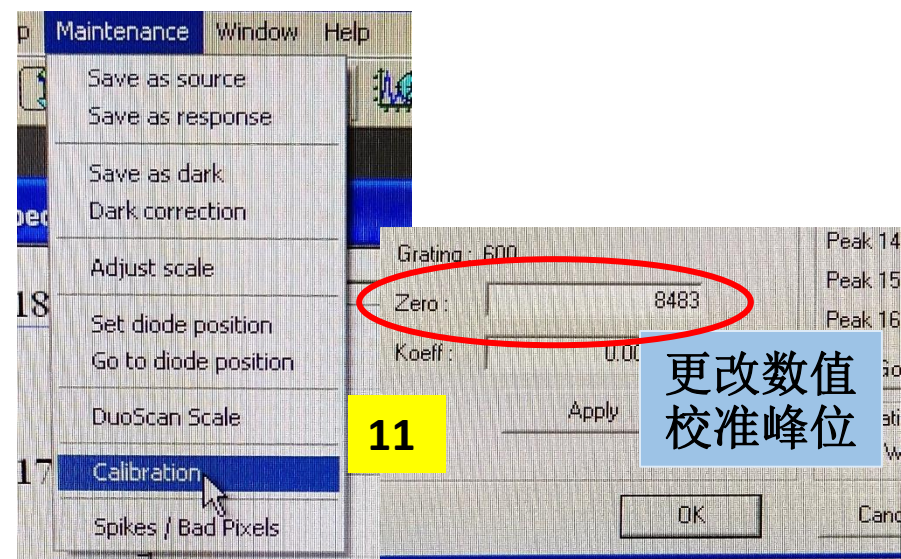 Maintenance Window Help
Save as source
Save as response
Save as dark
Dark correction
Adjust scale
18
Set diode position
Go to diode position
DuoScan Scale
17
Calibration
Spikes / Bad Pixels
11
Grating : 600
Zero : 8483
Koeff : 0.00
Apply
OK
Peak 14
Peak 15
Peak 16
更改数值
校准峰位